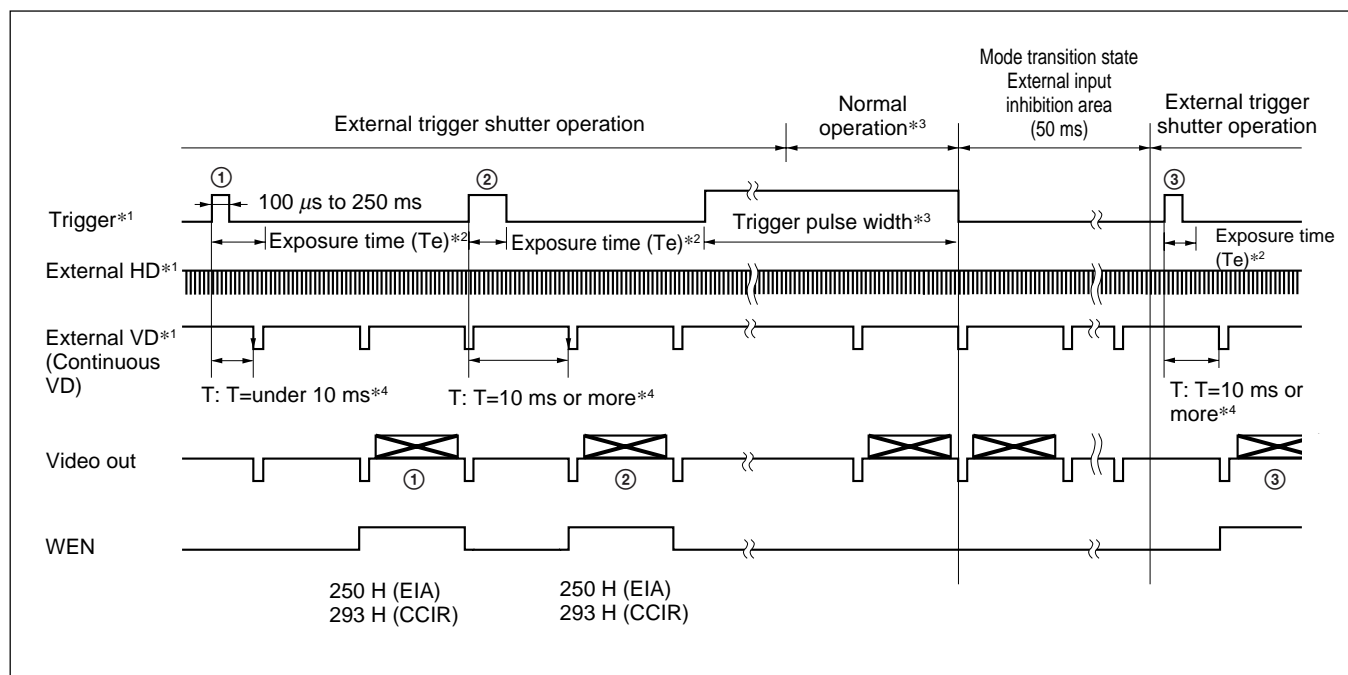 Mode transition state
External input
inhibition area
(50 ms)
Normal
operation*3
External trigger
shutter operation
External trigger shutter operation
①
②
③
100 μs to 250 ms
Trigger*1
Exposure time (Te)*2
Exposure time (Te)*2
Trigger pulse width*3
Exposure time
(Te)*2
External HD*1
External VD*1
(Continuous
VD)
T: T=under 10 ms*4
T: T=10 ms or more*4
T: T=10 ms or
more*4
Video out
①
②
③
WEN
250 H (EIA)
293 H (CCIR)
250 H (EIA)
293 H (CCIR)